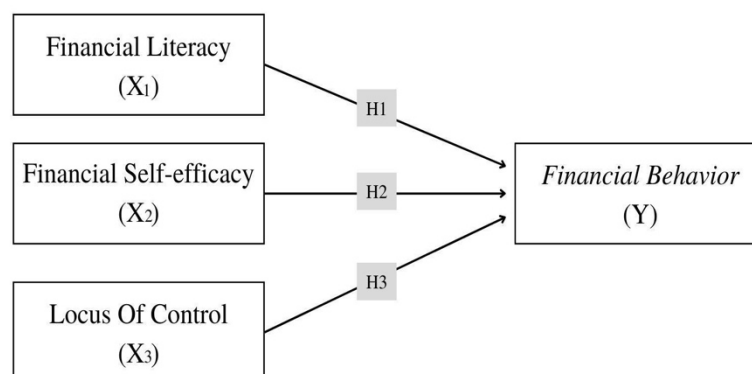 Financial Literacy
(X₁)
H1
Financial Self-efficacy
(X₂)
H2
Financial Behavior
(Y)
H3
Locus Of Control
(X₃)